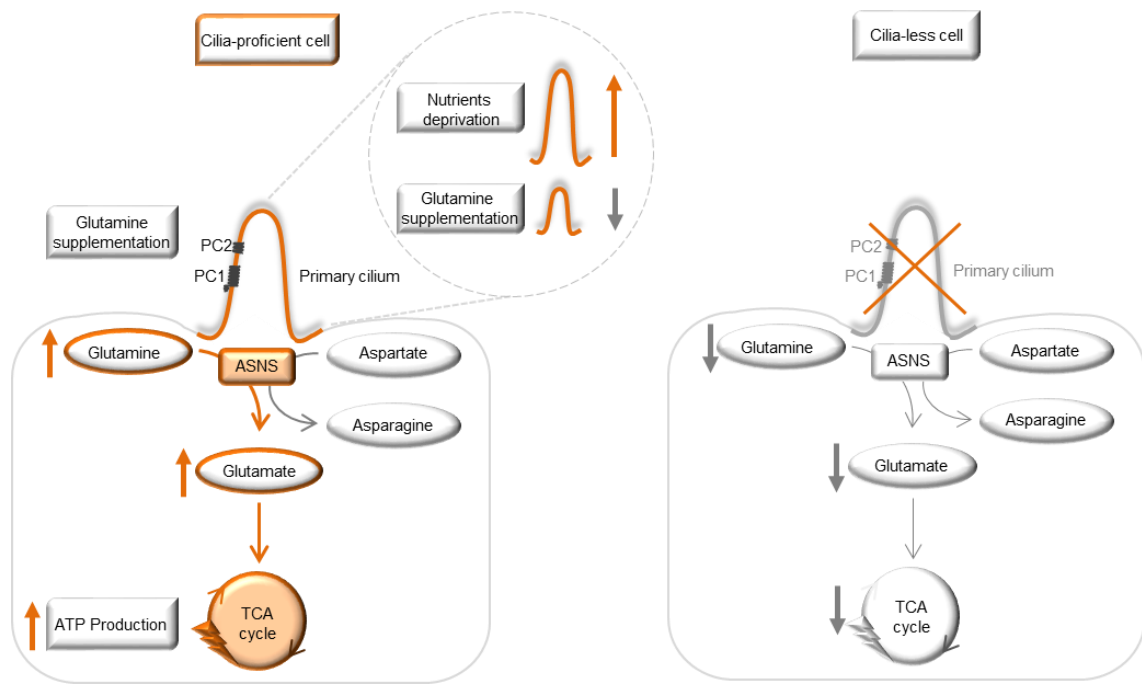 Cilia-proficient cell
Nutrients
deprivation
Glutamine
supplementation
Glutamine
supplementation
PC2
PC1
Primary cilium
Glutamine
ASNS
Aspartate
Asparagine
Glutamate
ATP Production
TCA
cycle
Cilia-less cell
PC2
PC1
Primary cilium
Glutamine
ASNS
Aspartate
Asparagine
Glutamate
TCA
cycle